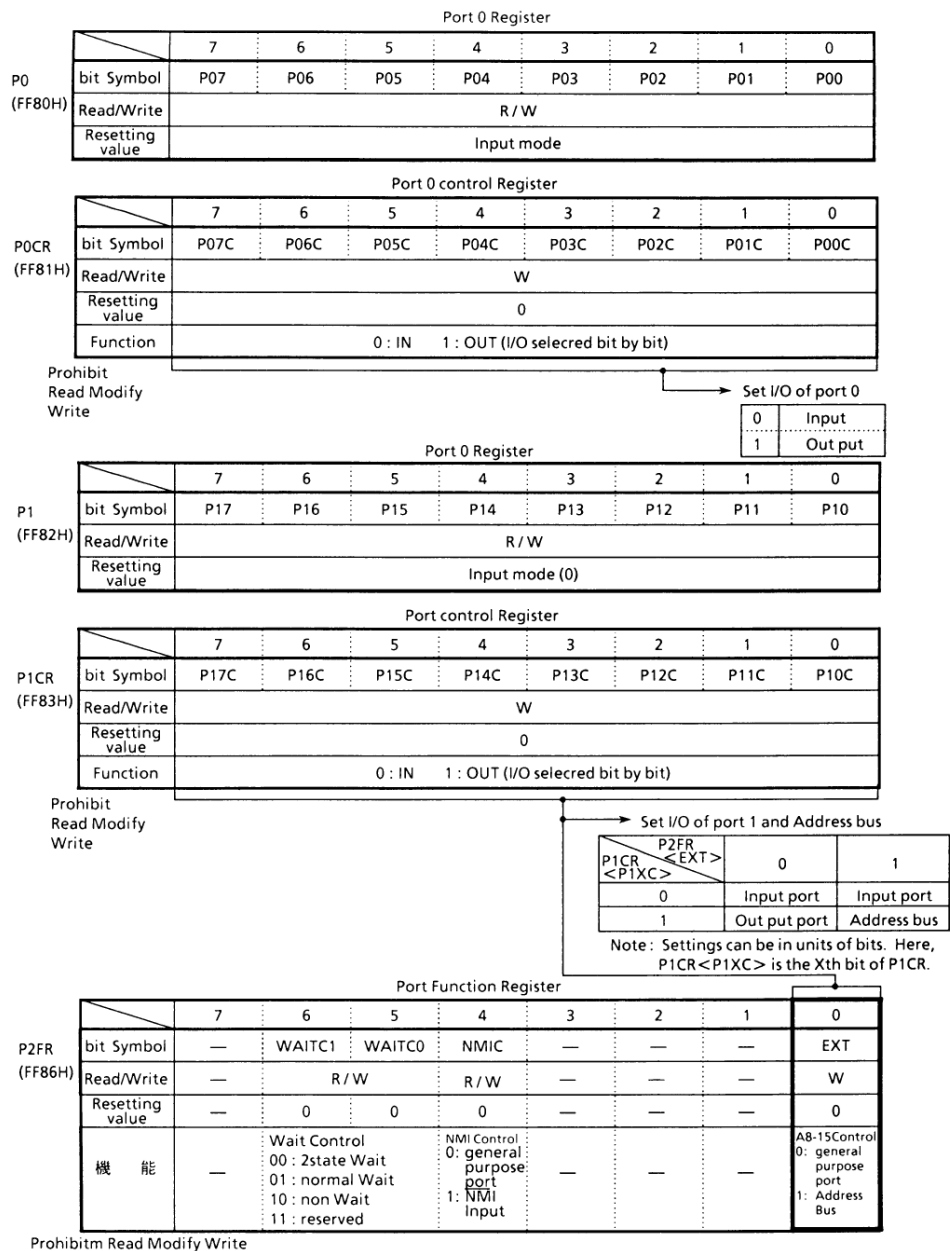 Port 0 Register
7 6 5 4 3 2 1 0
P0
(FF80H)
bit Symbol P07 P06 P05 P04 P03 P02 P01 P00
Read/Write R / W
Resetting
value
Input mode
Port 0 control Register
7 6 5 4 3 2 1 0
P0CR
(FF81H)
bit Symbol P07C P06C P05C P04C P03C P02C P01C P00C
Read/Write W
Resetting
value
0
Function 0 : IN 1 : OUT (I/O selecred bit by bit)
Prohibit
Read Modify
Write
Set I/O of port 0
0 Input
1 Out put
Port 0 Register
7 6 5 4 3 2 1 0
P1
(FF82H)
bit Symbol P17 P16 P15 P14 P13 P12 P11 P10
Read/Write R / W
Resetting
value
Input mode (0)
Port control Register
7 6 5 4 3 2 1 0
P1CR
(FF83H)
bit Symbol P17C P16C P15C P14C P13C P12C P11C P10C
Read/Write W
Resetting
value
0
Function 0 : IN 1 : OUT (I/O selecred bit by bit)
Prohibit
Read Modify
Write
Set I/O of port 1 and Address bus
P2FR
<EXT>
P1CR
<P1XC>
0 1
0 Input port Input port
1 Out put port Address bus
Note : Settings can be in units of bits. Here,
P1CR<P1XC> is the Xth bit of P1CR.
Port Function Register
7 6 5 4 3 2 1 0
P2FR
(FF86H)
bit Symbol — WAITC1 WAITC0 NMIC — — — EXT
Read/Write — R / W R / W — — — W
Resetting
value
— 0 0 0 — — — 0
機 能
—
Wait Control
00 : 2state Wait
01 : normal Wait
10 : non Wait
11 : reserved
NMI Control
0: general
purpose
port
1: NMI
Input
— — —
A8-15Control
0: general
purpose
port
1: Address
Bus
Prohibitm Read Modify Write